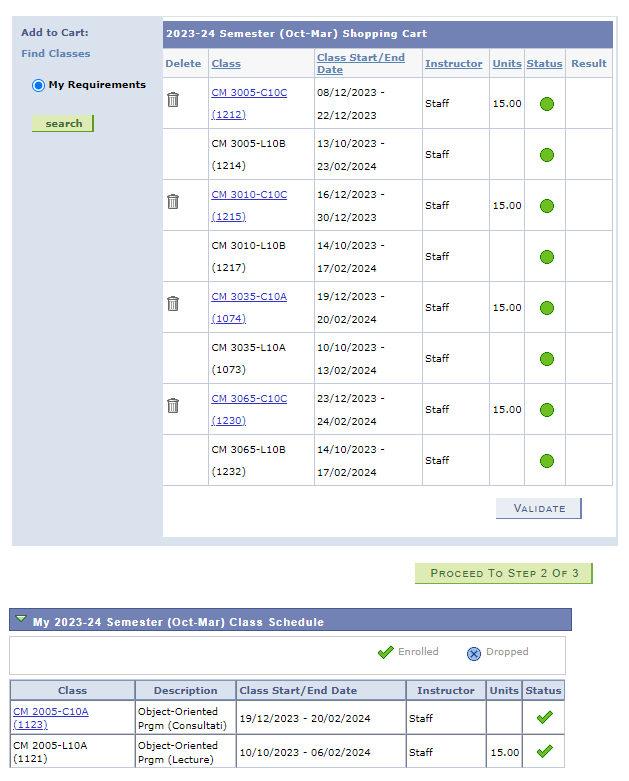 Add to Cart:
Find Classes
My Requirements
search
2023-24 Semester (Oct-Mar) Shopping Cart
Delete Class Class Start/End Date Instructor Units Status Result
CM 3005-C10C (1212) 08/12/2023 - 22/12/2023 Staff 15.00
CM 3005-L10B (1214) 13/10/2023 - 23/02/2024 Staff
CM 3010-C10C (1215) 16/12/2023 - 30/12/2023 Staff 15.00
CM 3010-L10B (1217) 14/10/2023 - 17/02/2024 Staff
CM 3035-C10A (1074) 19/12/2023 - 20/02/2024 Staff 15.00
CM 3035-L10A (1073) 10/10/2023 - 13/02/2024 Staff
CM 3065-C10C (1230) 23/12/2023 - 24/02/2024 Staff 15.00
CM 3065-L10B (1232) 14/10/2023 - 17/02/2024 Staff
VALIDATE
PROCEED TO STEP 2 OF 3
My 2023-24 Semester (Oct-Mar) Class Schedule
Enrolled Dropped
Class Description Class Start/End Date Instructor Units Status
CM 2005-C10A (1123) Object-Oriented Prgm (Consultati) 19/12/2023 - 20/02/2024 Staff
CM 2005-L10A (1121) Object-Oriented Prgm (Lecture) 10/10/2023 - 06/02/2024 Staff 15.00